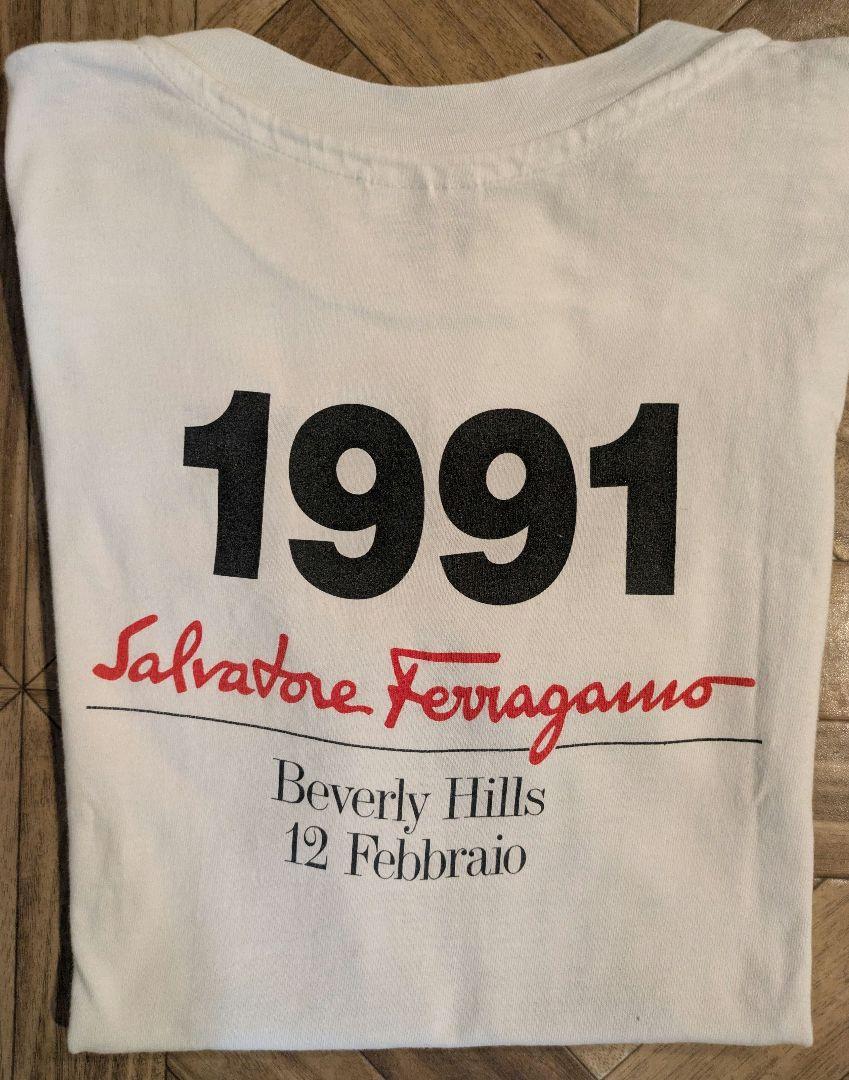 1991
Salvatore Ferragamo
Beverly Hills
12 Febbraio